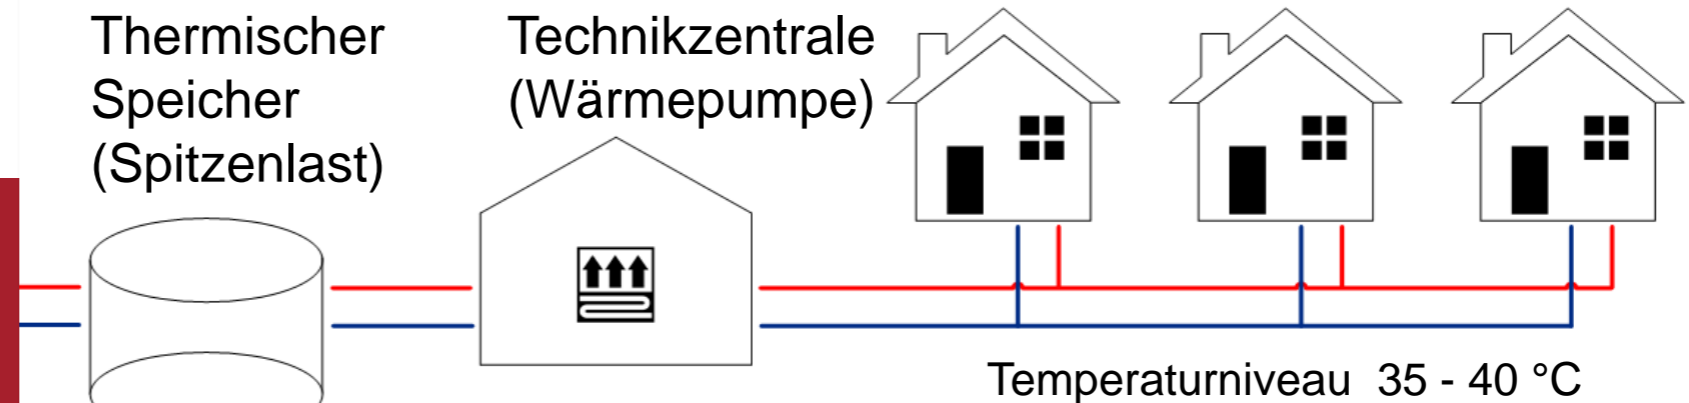 Thermischer
Speicher
(Spitzenlast)
Technikzentrale
(Wärmepumpe)
Temperaturniveau 35 - 40 °C